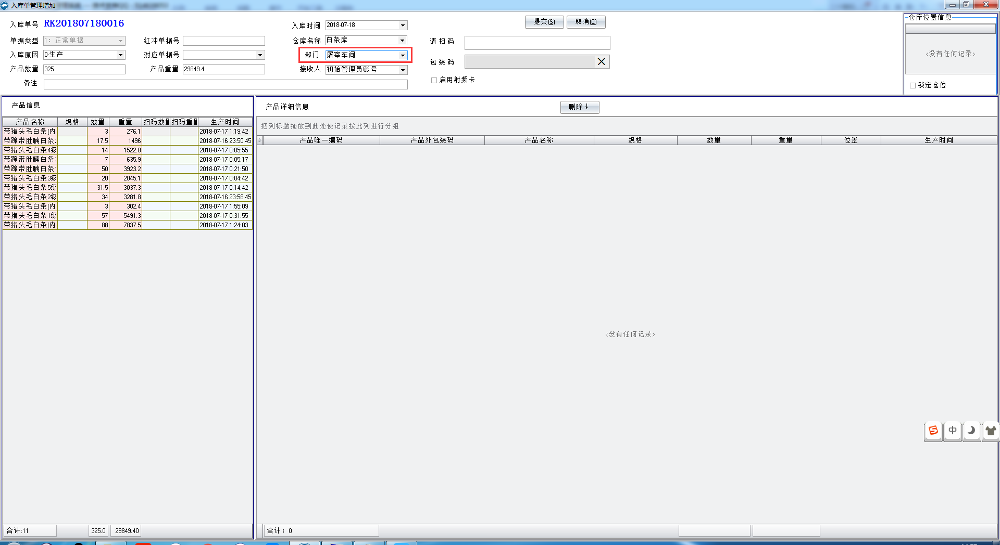 入库单管理增加
入库单号 RK201807180016
入库时间 2018-07-18
提交(S) 取消(C)
仓库位置信息
单据类型 1：正常单据 红冲单据号
仓库名称 白条库
请 扫 码
入库原因 0-生产 对应单据号
部门 屠宰车间
包 装 码
<没有任何记录>
产品数量 325 产品重量 29849.4
接收人 初始管理员账号
启用射频卡
备注
锁定仓位
产品信息
产品名称 规格 数量 重量 扫码数量 扫码重量 生产时间
带猪头毛白条(内 3 276.1 2018-07-17 1:19:42
带蹄带肚腩白条2 17.5 1496 2018-07-16 23:50:45
带猪头毛白条4级 14 1522.8 2018-07-17 0:05:55
带蹄带肚腩白条 7 635.9 2018-07-17 0:05:17
带蹄带肚腩白条 50 3923.2 2018-07-17 0:21:50
带猪头毛白条3级 20 2045.1 2018-07-17 0:04:42
带猪头毛白条5级 31.5 3037.3 2018-07-17 0:14:42
带猪头毛白条2级 34 3281.8 2018-07-16 23:58:45
带猪头毛白条(内 3 302.4 2018-07-17 1:55:09
带猪头毛白条1级 57 5491.3 2018-07-17 0:31:55
带猪头毛白条(内 88 7837.5 2018-07-17 1:24:03
合计:11 325.0 29849.40
产品详细信息
删除↓
把列标题拖放到此处使记录按此列进行分组
产品唯一编码 产品外包装码 产品名称 规格 数量 重量 位置 生产时间
<没有任何记录>
中
合计：0